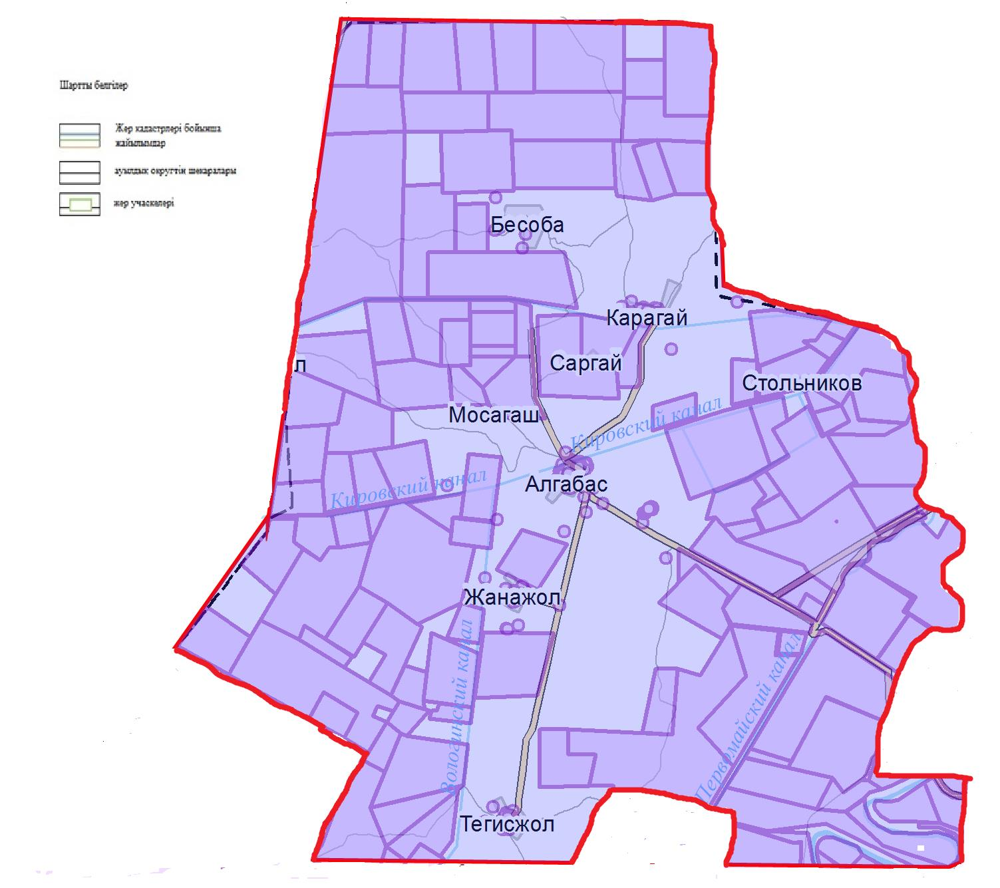 Шартты белгілер
Жер кадастрлері бойынша
жайылымдар
ауылдық округтің шекаралары
жер учаскелері
Бесоба
Карагай
Саргай
л
Стольников
Мосагаш
Кировский канал
Кировский канал
Алгабас
Жанажол
Вологинский канал
Первомайский канал
Тегисжол